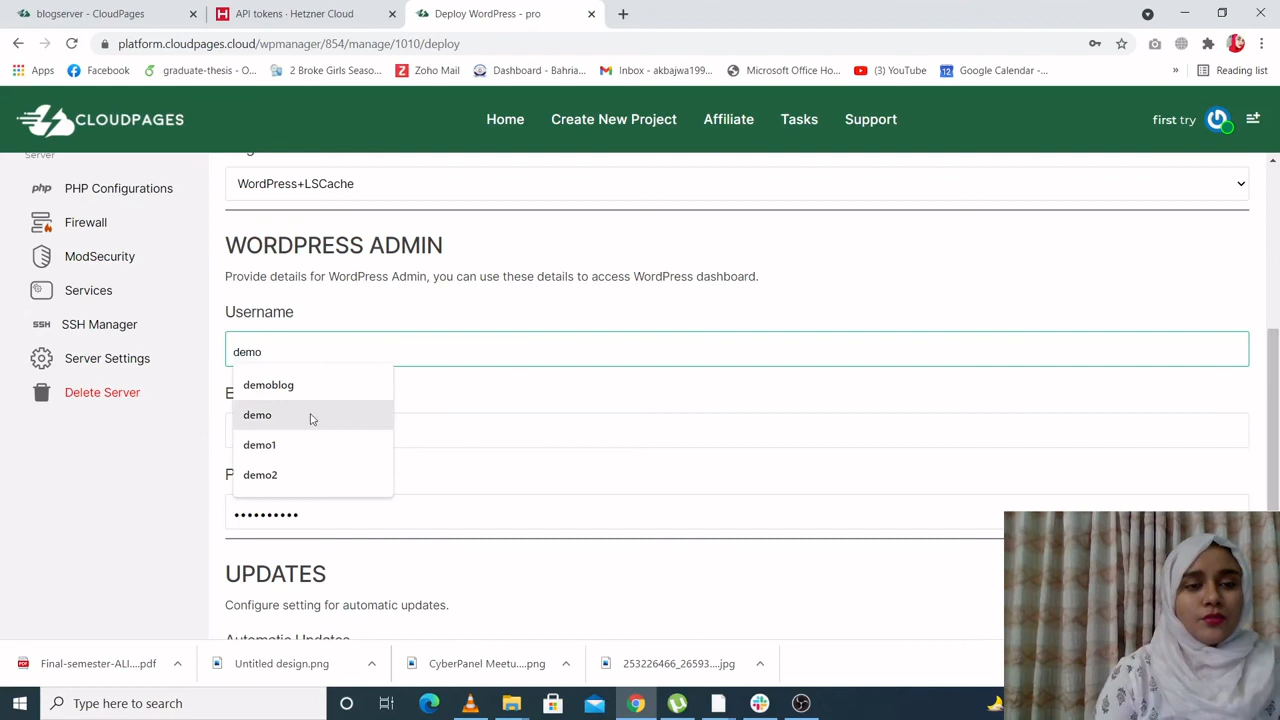 blogserver - CloudPages
API tokens · Hetzner Cloud
Deploy WordPress - pro
platform.cloudpages.cloud/wpmanager/854/manage/1010/deploy
Apps
Facebook
graduate-thesis - O...
2 Broke Girls Season...
Zoho Mail
Dashboard - Bahria...
Inbox - akbajwa199...
Microsoft Office Ho...
(3) YouTube
Google Calendar -...
»
Reading list
CLOUDPAGES
Home
Create New Project
Affiliate
Tasks
Support
first try
Server
PHP Configurations
Firewall
ModSecurity
Services
SSH Manager
Server Settings
Delete Server
WordPress+LSCache
WORDPRESS ADMIN
Provide details for WordPress Admin, you can use these details to access WordPress dashboard.
Username
demo
demoblog
demo
demo1
demo2
UPDATES
Configure setting for automatic updates.
Automatic Updates
Final-semester-ALI....pdf
Untitled design.png
CyberPanel Meetu....png
253226466_26593....jpg
Type here to search